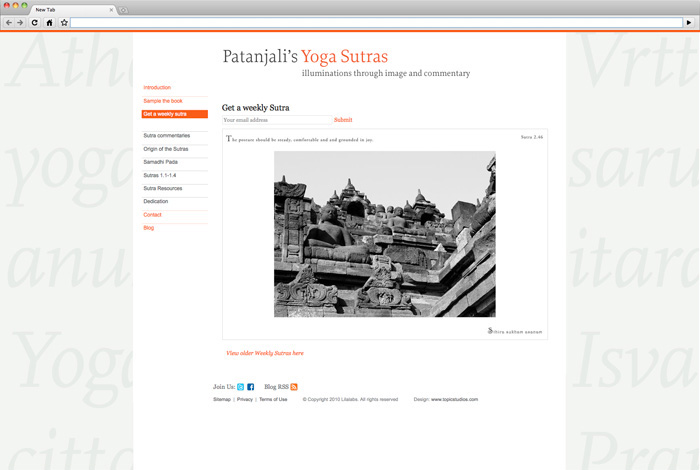 New Tab
Patanjali's Yoga Sutras
illuminations through image and commentary
Introduction
Sample the book
Get a weekly sutra
Sutra commentaries
Origin of the Sutras
Samadhi Pada
Sutras 1.1-1.4
Sutra Resources
Dedication
Contact
Blog
Get a weekly Sutra
Your email address Submit
The posture should be steady, comfortable and and grounded in joy. Sutra 2.46
Sthira sukham asanam
View older Weekly Sutras here
Join Us: Blog RSS
Sitemap | Privacy | Terms of Use © Copyright 2010 Lilalabs. All rights reserved Design: www.topicstudios.com
Atha
yoga
anu
Yoga
citta
Vrtti
saru
itara
Isva
Pra